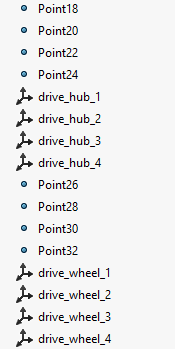 Point18
Point20
Point22
Point24
drive_hub_1
drive_hub_2
drive_hub_3
drive_hub_4
Point26
Point28
Point30
Point32
drive_wheel_1
drive_wheel_2
drive_wheel_3
drive_wheel_4